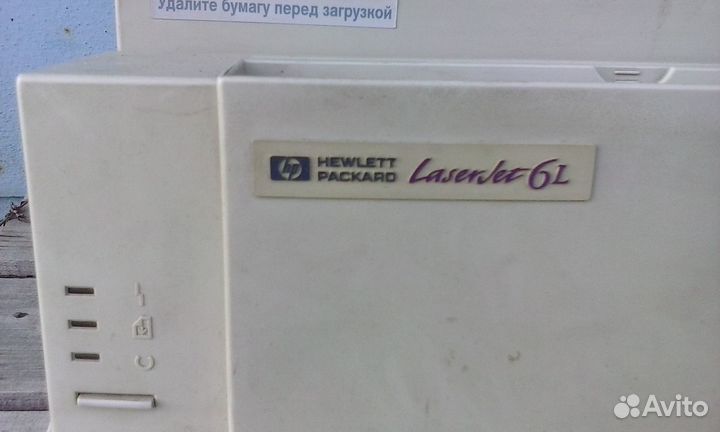 Удалите бумагу перед загрузкой
hp HEWLETT
PACKARD LaserJet 6L
Avito